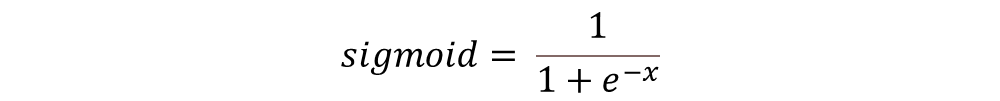 sigmoid = 1 / (1 + e^{-x})